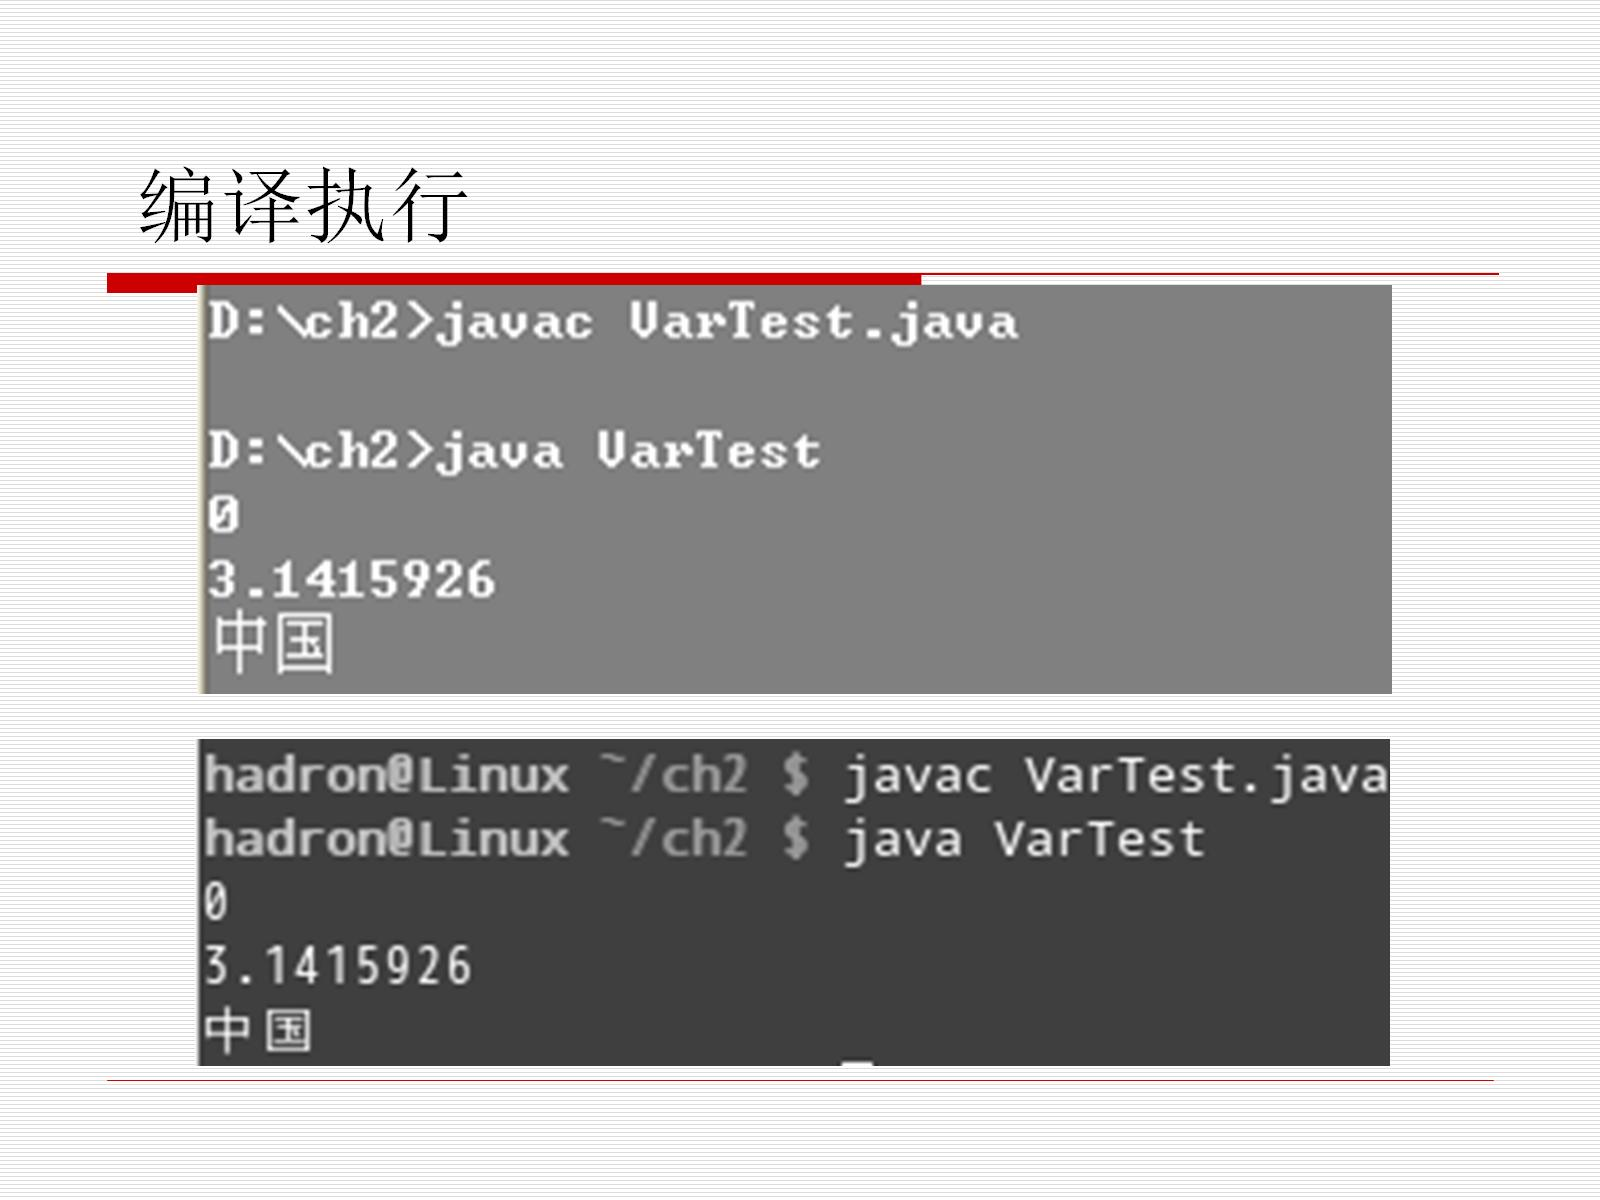 编译执行
D:\ch2>javac VarTest.java
D:\ch2>java VarTest
0
3.1415926
中国
hadron@Linux ~/ch2 $ javac VarTest.java
hadron@Linux ~/ch2 $ java VarTest
0
3.1415926
中国